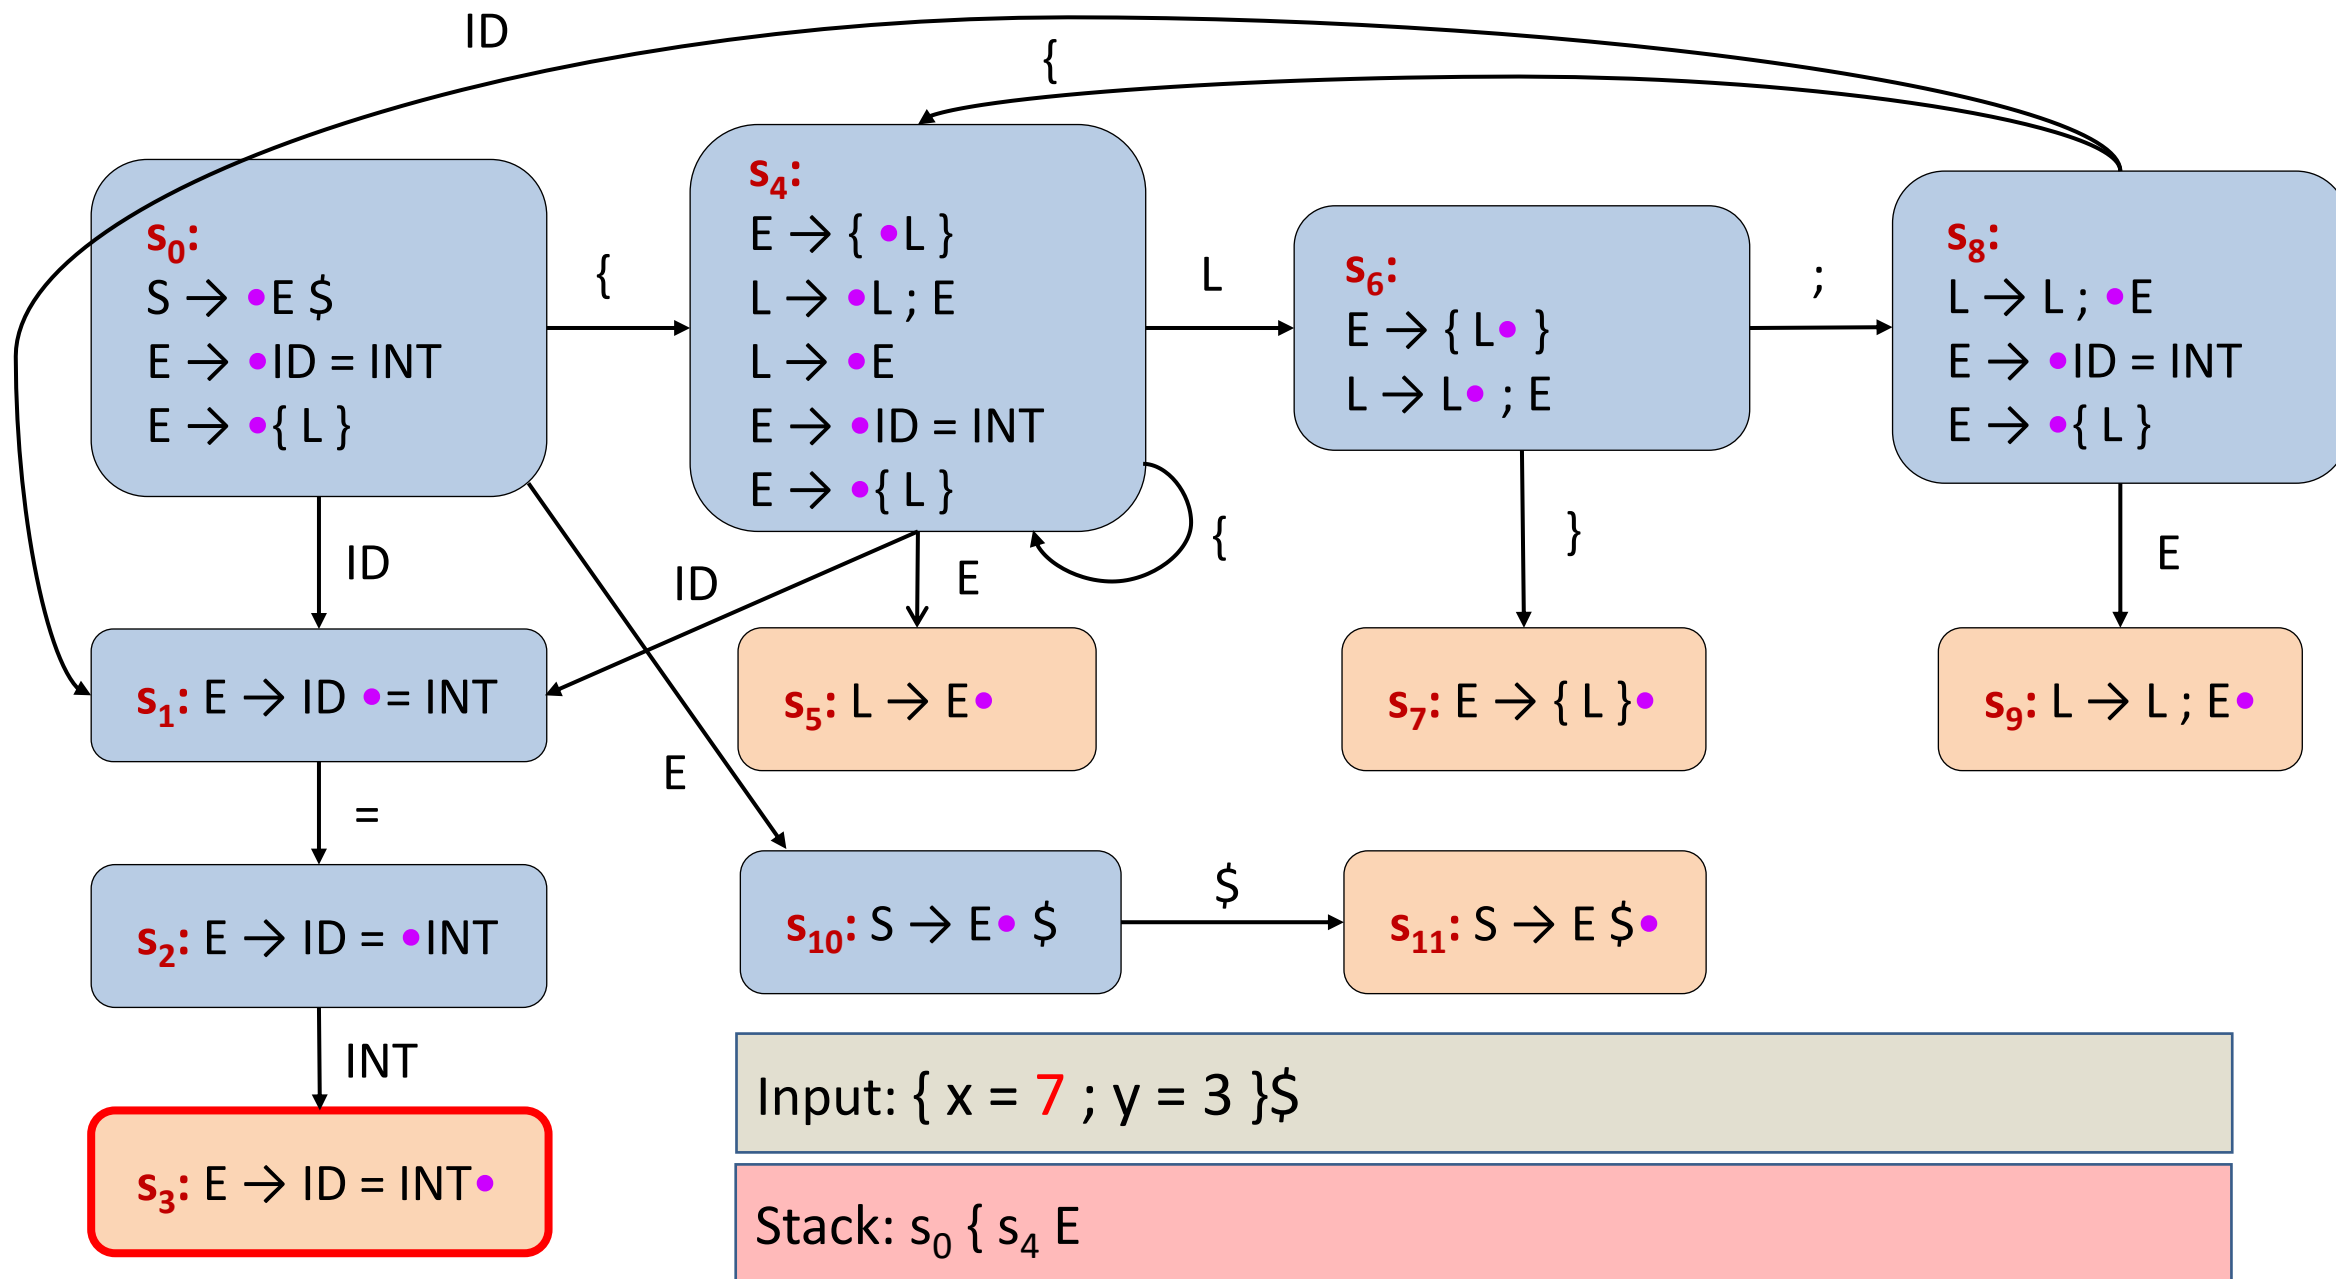 ID
{
s₀:
S → •E $
E → •ID = INT
E → •{ L }
{
s₄:
E → { •L }
L → •L ; E
L → •E
E → •ID = INT
E → •{ L }
L
s₆:
E → { L• }
L → L• ; E
;
s₈:
L → L ; •E
E → •ID = INT
E → •{ L }
ID
ID
E
{
}
E
s₁: E → ID •= INT
s₅: L → E•
s₇: E → { L }•
s₉: L → L ; E•
E
=
s₂: E → ID = •INT
s₁₀: S → E• $
$
s₁₁: S → E $•
INT
s₃: E → ID = INT•
Input: { x = 7 ; y = 3 }$
Stack: s₀ { s₄ E